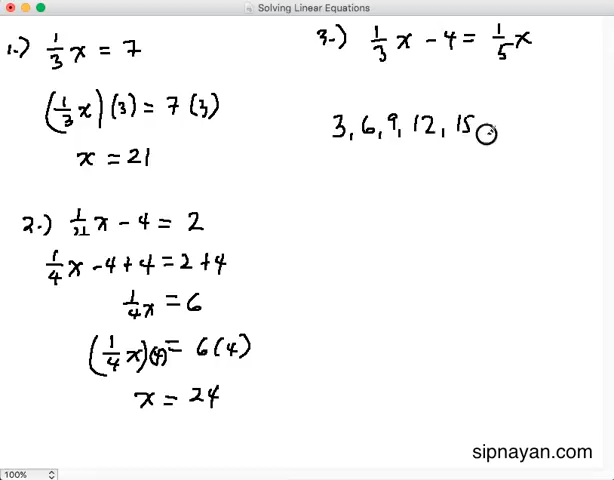 Solving Linear Equations
1.) 1/3 x = 7
(1/3 x)(3) = 7(3)
x = 21
2.) 1/4 x - 4 = 2
1/4 x - 4 + 4 = 2 + 4
1/4 x = 6
(1/4 x)(4) = 6(4)
x = 24
3.) 1/3 x - 4 = 1/5 x
3, 6, 9, 12, 15
sipnayan.com
100%